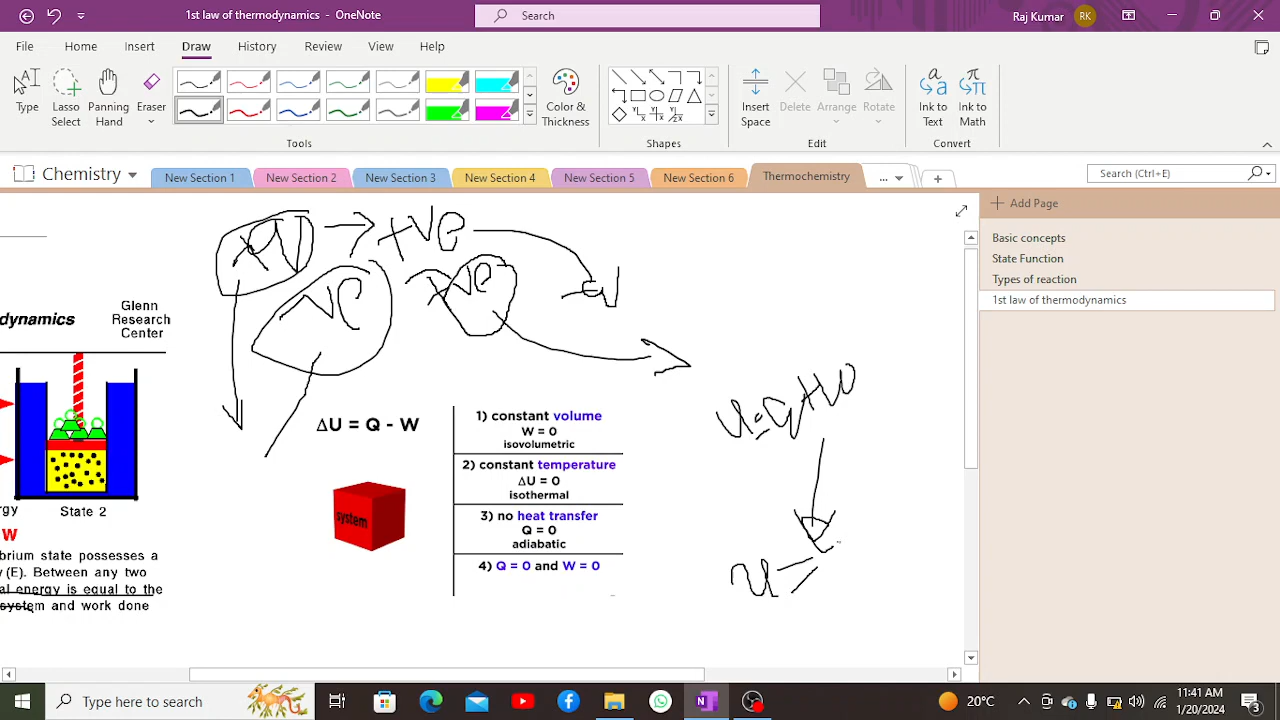 1st law of thermodynamics - OneNote
Search
Raj Kumar RK
File Home Insert Draw History Review View Help
Type Lasso Select Panning Hand Eraser
Color & Thickness
Insert Space Delete Arrange Rotate
Ink to Text Ink to Math
Tools Shapes Edit Convert
Chemistry New Section 1 New Section 2 New Section 3 New Section 4 New Section 5 New Section 6 Thermochemistry ...
Search (Ctrl+E)
Add Page
Basic concepts
State Function
Types of reaction
1st law of thermodynamics
+ve
ve
Glenn
dynamics Research
Center
ΔU = Q - W
1) constant volume
W = 0
isovolumetric
2) constant temperature
ΔU = 0
isothermal
3) no heat transfer
Q = 0
adiabatic
4) Q = 0 and W = 0
system
U=Q+W
U =
rgy State 2
W
brium state possesses a
y (E). Between any two
al energy is equal to the
system and work done
Type here to search
20°C
11:41 AM
1/20/2024
3